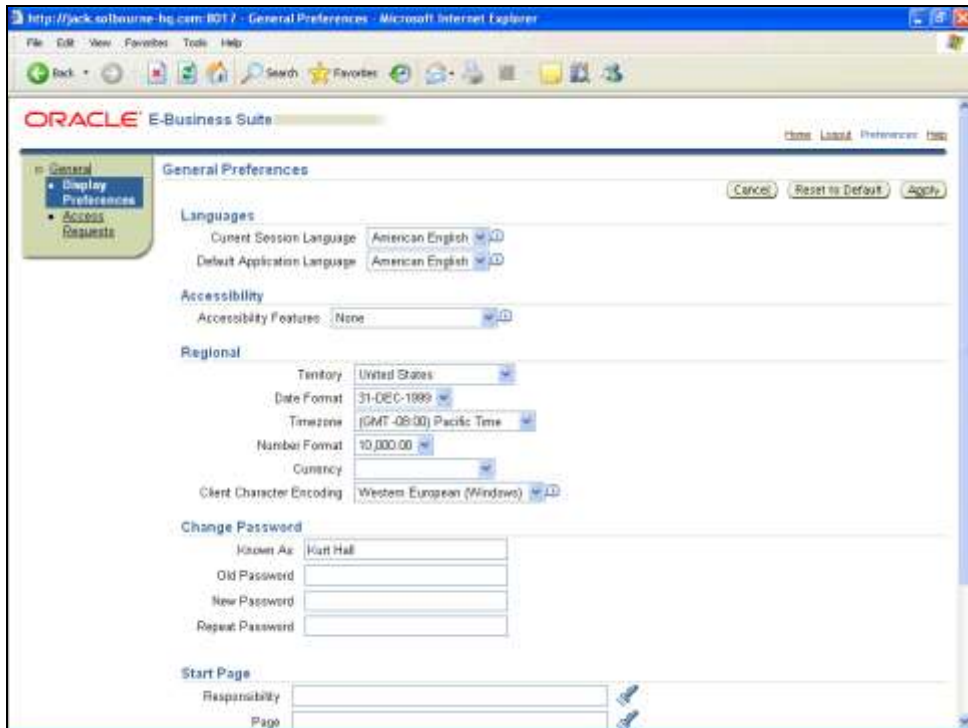 http://jack.solbourne-hq.com:8017 - General Preferences - Microsoft Internet Explorer
File Edit View Favorites Tools Help
Back Search Favorites
ORACLE E-Business Suite
Home Logout Preferences Help
General
Display Preferences
Access Requests
General Preferences
Cancel Reset to Default Apply
Languages
Current Session Language American English
Default Application Language American English
Accessibility
Accessibility Features None
Regional
Territory United States
Date Format 31-DEC-1999
Timezone (GMT -08:00) Pacific Time
Number Format 10,000.00
Currency
Client Character Encoding Western European (Windows)
Change Password
Known As Kurt Hall
Old Password
New Password
Repeat Password
Start Page
Responsibility
Page